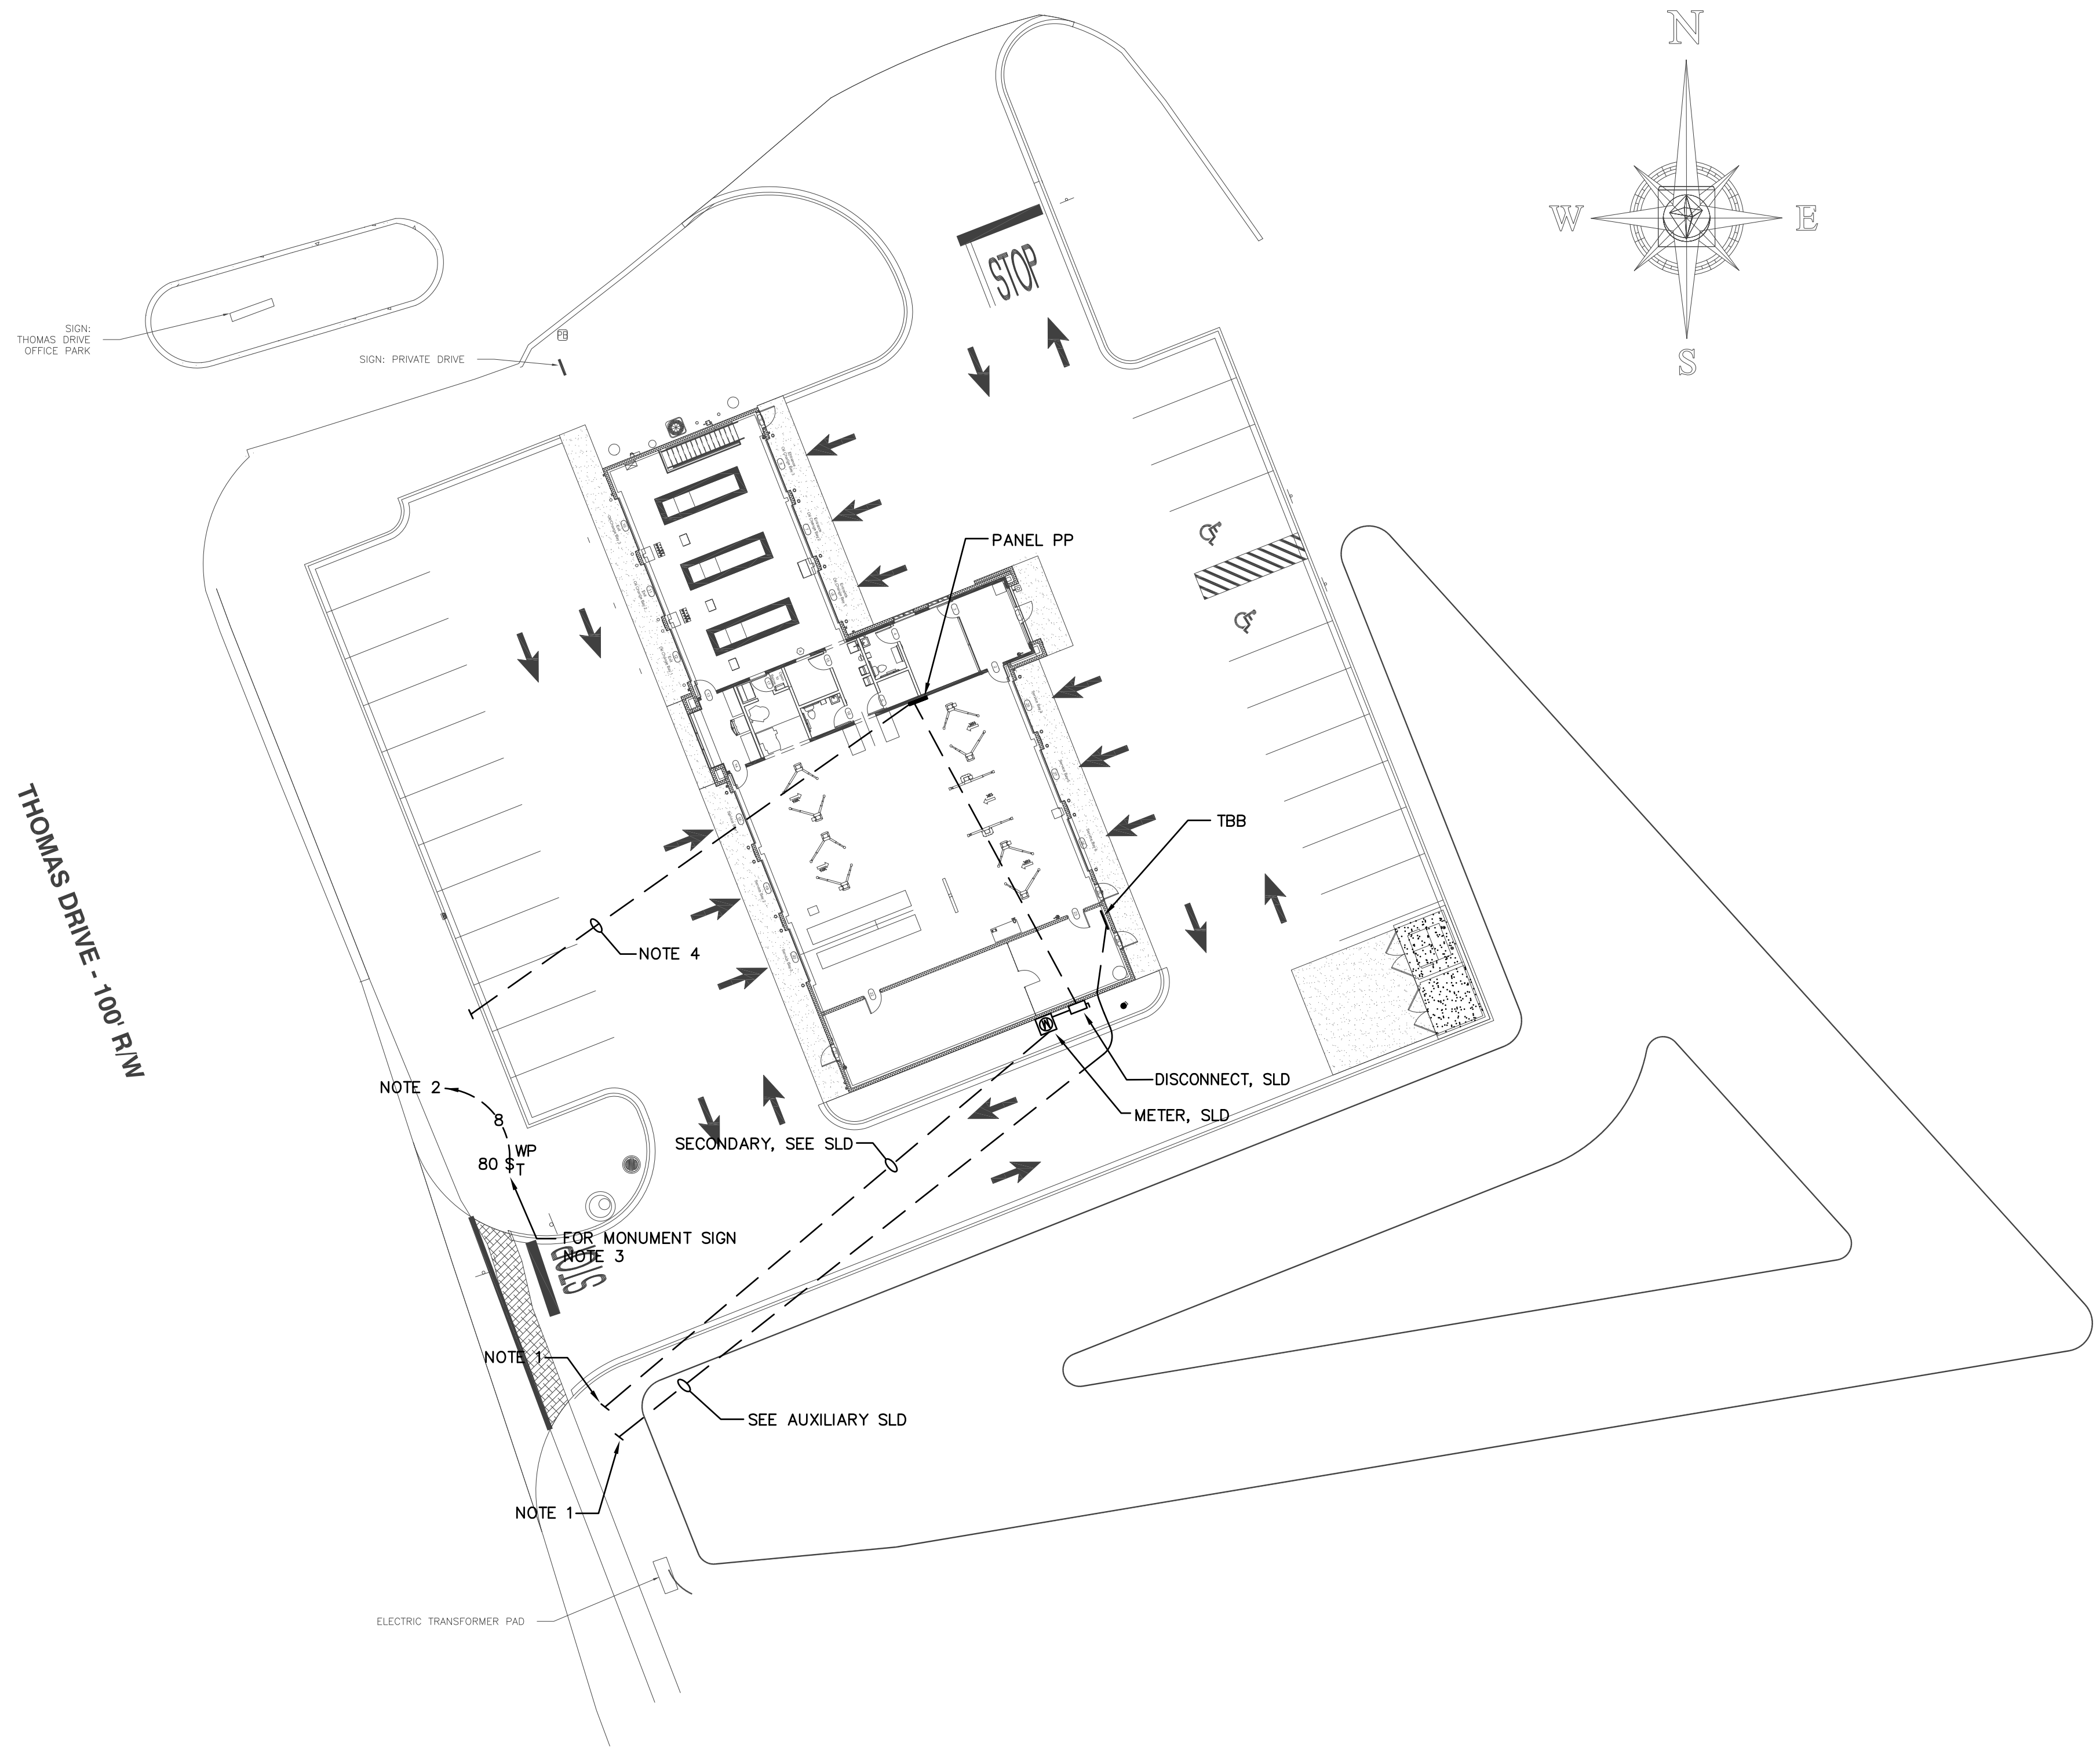 N
W
E
S
STOP
SIGN:
THOMAS DRIVE
OFFICE PARK
PB
SIGN: PRIVATE DRIVE
PANEL PP
TBB
THOMAS DRIVE - 100' R/W
NOTE 4
NOTE 2
8
WP
80 $
T
M
DISCONNECT, SLD
METER, SLD
SECONDARY, SEE SLD
FOR MONUMENT SIGN
NOTE 3
STOP
NOTE 1
SEE AUXILIARY SLD
NOTE 1
ELECTRIC TRANSFORMER PAD